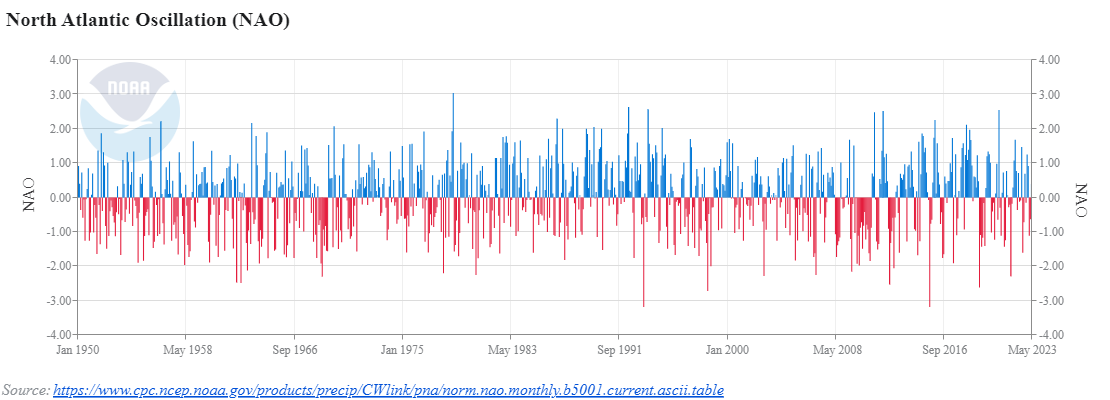 North Atlantic Oscillation (NAO)
NOAA
4.00 4.00
3.00 3.00
2.00 2.00
1.00 1.00
0.00 0.00
-1.00 -1.00
-2.00 -2.00
-3.00 -3.00
-4.00 -4.00
NAO
NAO
Jan 1950 May 1958 Sep 1966 Jan 1975 May 1983 Sep 1991 Jan 2000 May 2008 Sep 2016 May 2023
Source: https://www.cpc.ncep.noaa.gov/products/precip/CWlink/pna/norm.nao.monthly.b5001.current.ascii.table